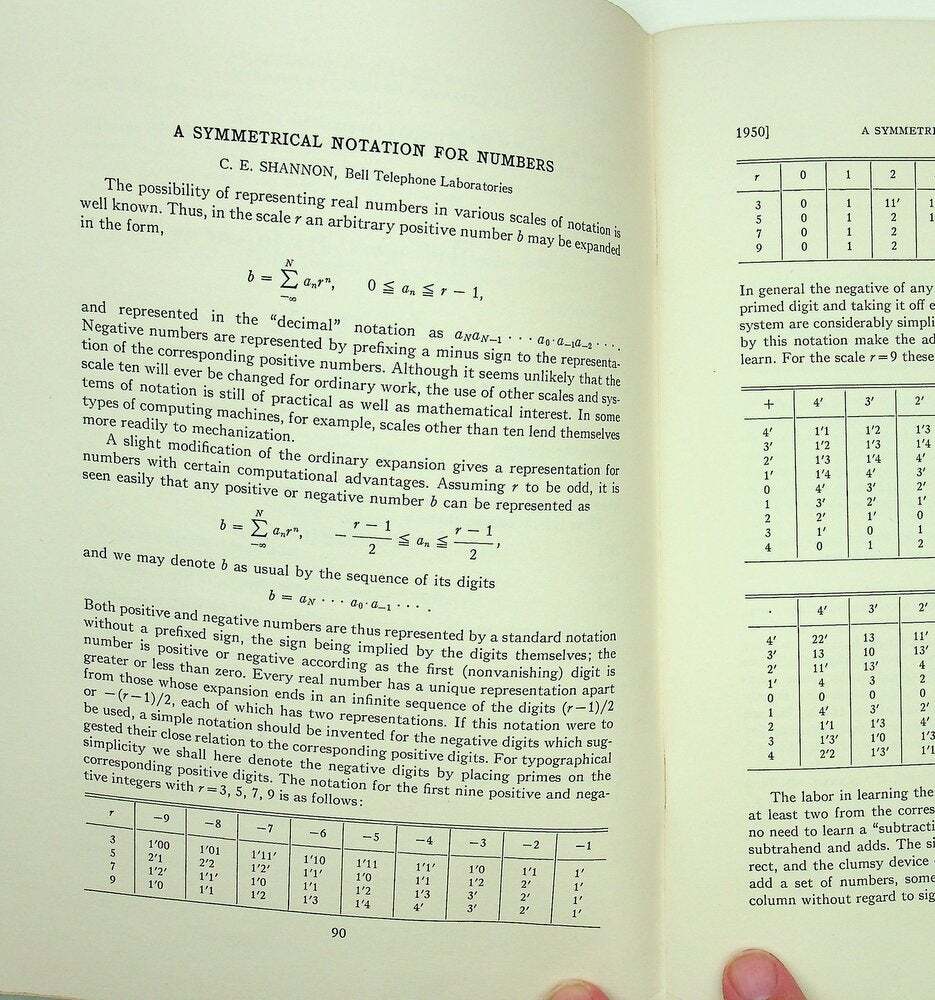 A SYMMETRICAL NOTATION FOR NUMBERS
C. E. SHANNON, Bell Telephone Laboratories
The possibility of representing real numbers in various scales of notation is
well known. Thus, in the scale r an arbitrary positive number b may be expanded
in the form,
b = ∑_{-∞}^{N} aₙrⁿ, 0 ≦ aₙ ≦ r − 1,
and represented in the “decimal” notation as a_N a_{N−1} · · · a₀·a₋₁a₋₂ · · · .
Negative numbers are represented by prefixing a minus sign to the representa-
tion of the corresponding positive numbers. Although it seems unlikely that the
scale ten will ever be changed for ordinary work, the use of other scales and sys-
tems of notation is still of practical as well as mathematical interest. In some
types of computing machines, for example, scales other than ten lend themselves
more readily to mechanization.
A slight modification of the ordinary expansion gives a representation for
numbers with certain computational advantages. Assuming r to be odd, it is
seen easily that any positive or negative number b can be represented as
b = ∑_{-∞}^{N} aₙrⁿ, − (r − 1)/2 ≦ aₙ ≦ (r − 1)/2,
and we may denote b as usual by the sequence of its digits
b = a_N · · · a₀·a₋₁ · · · .
Both positive and negative numbers are thus represented by a standard notation
without a prefixed sign, the sign being implied by the digits themselves; the
number is positive or negative according as the first (nonvanishing) digit is
greater or less than zero. Every real number has a unique representation apart
from those whose expansion ends in an infinite sequence of the digits (r−1)/2
or −(r−1)/2, each of which has two representations. If this notation were to
be used, a simple notation should be invented for the negative digits which sug-
gested their close relation to the corresponding positive digits. For typographical
simplicity we shall here denote the negative digits by placing primes on the
corresponding positive digits. The notation for the first nine positive and nega-
tive integers with r=3, 5, 7, 9 is as follows:
r −9 −8 −7 −6 −5 −4 −3 −2 −1
3 1′00 1′01 1′11′ 1′10 1′11 1′1′ 1′0 1′1 1′
5 2′1 2′2 1′2′ 1′1′ 1′0 1′1 1′2 2′ 1′
7 1′2′ 1′1′ 1′0 1′1 1′2 1′3 3′ 2′ 1′
9 1′0 1′1 1′2 1′3 1′4 4′ 3′ 2′ 1′
90
1950] A SYMMETRI
r 0 1 2
3 0 1 11′ 1
5 0 1 2 1
7 0 1 2
9 0 1 2
In general the negative of any
primed digit and taking it off e
system are considerably simpli
by this notation make the ad
learn. For the scale r=9 these
+ 4′ 3′ 2′
4′ 1′1 1′2 1′3
3′ 1′2 1′3 1′4
2′ 1′3 1′4 4′
1′ 1′4 4′ 3′
0 4′ 3′ 2′
1 3′ 2′ 1′
2 2′ 1′ 0
3 1′ 0 1
4 0 1 2
· 4′ 3′ 2′
4′ 22′ 13 11′
3′ 13 10 13′
2′ 11′ 13′ 4
1′ 4 3 2
0 0 0 0
1 4′ 3′ 2′
2 1′1 1′3 4′
3 1′3′ 1′0 1′3
4 2′2 1′3′ 1′1
The labor in learning the
at least two from the corres
no need to learn a “subtracti
subtrahend and adds. The si
rect, and the clumsy device
add a set of numbers, some
column without regard to sig